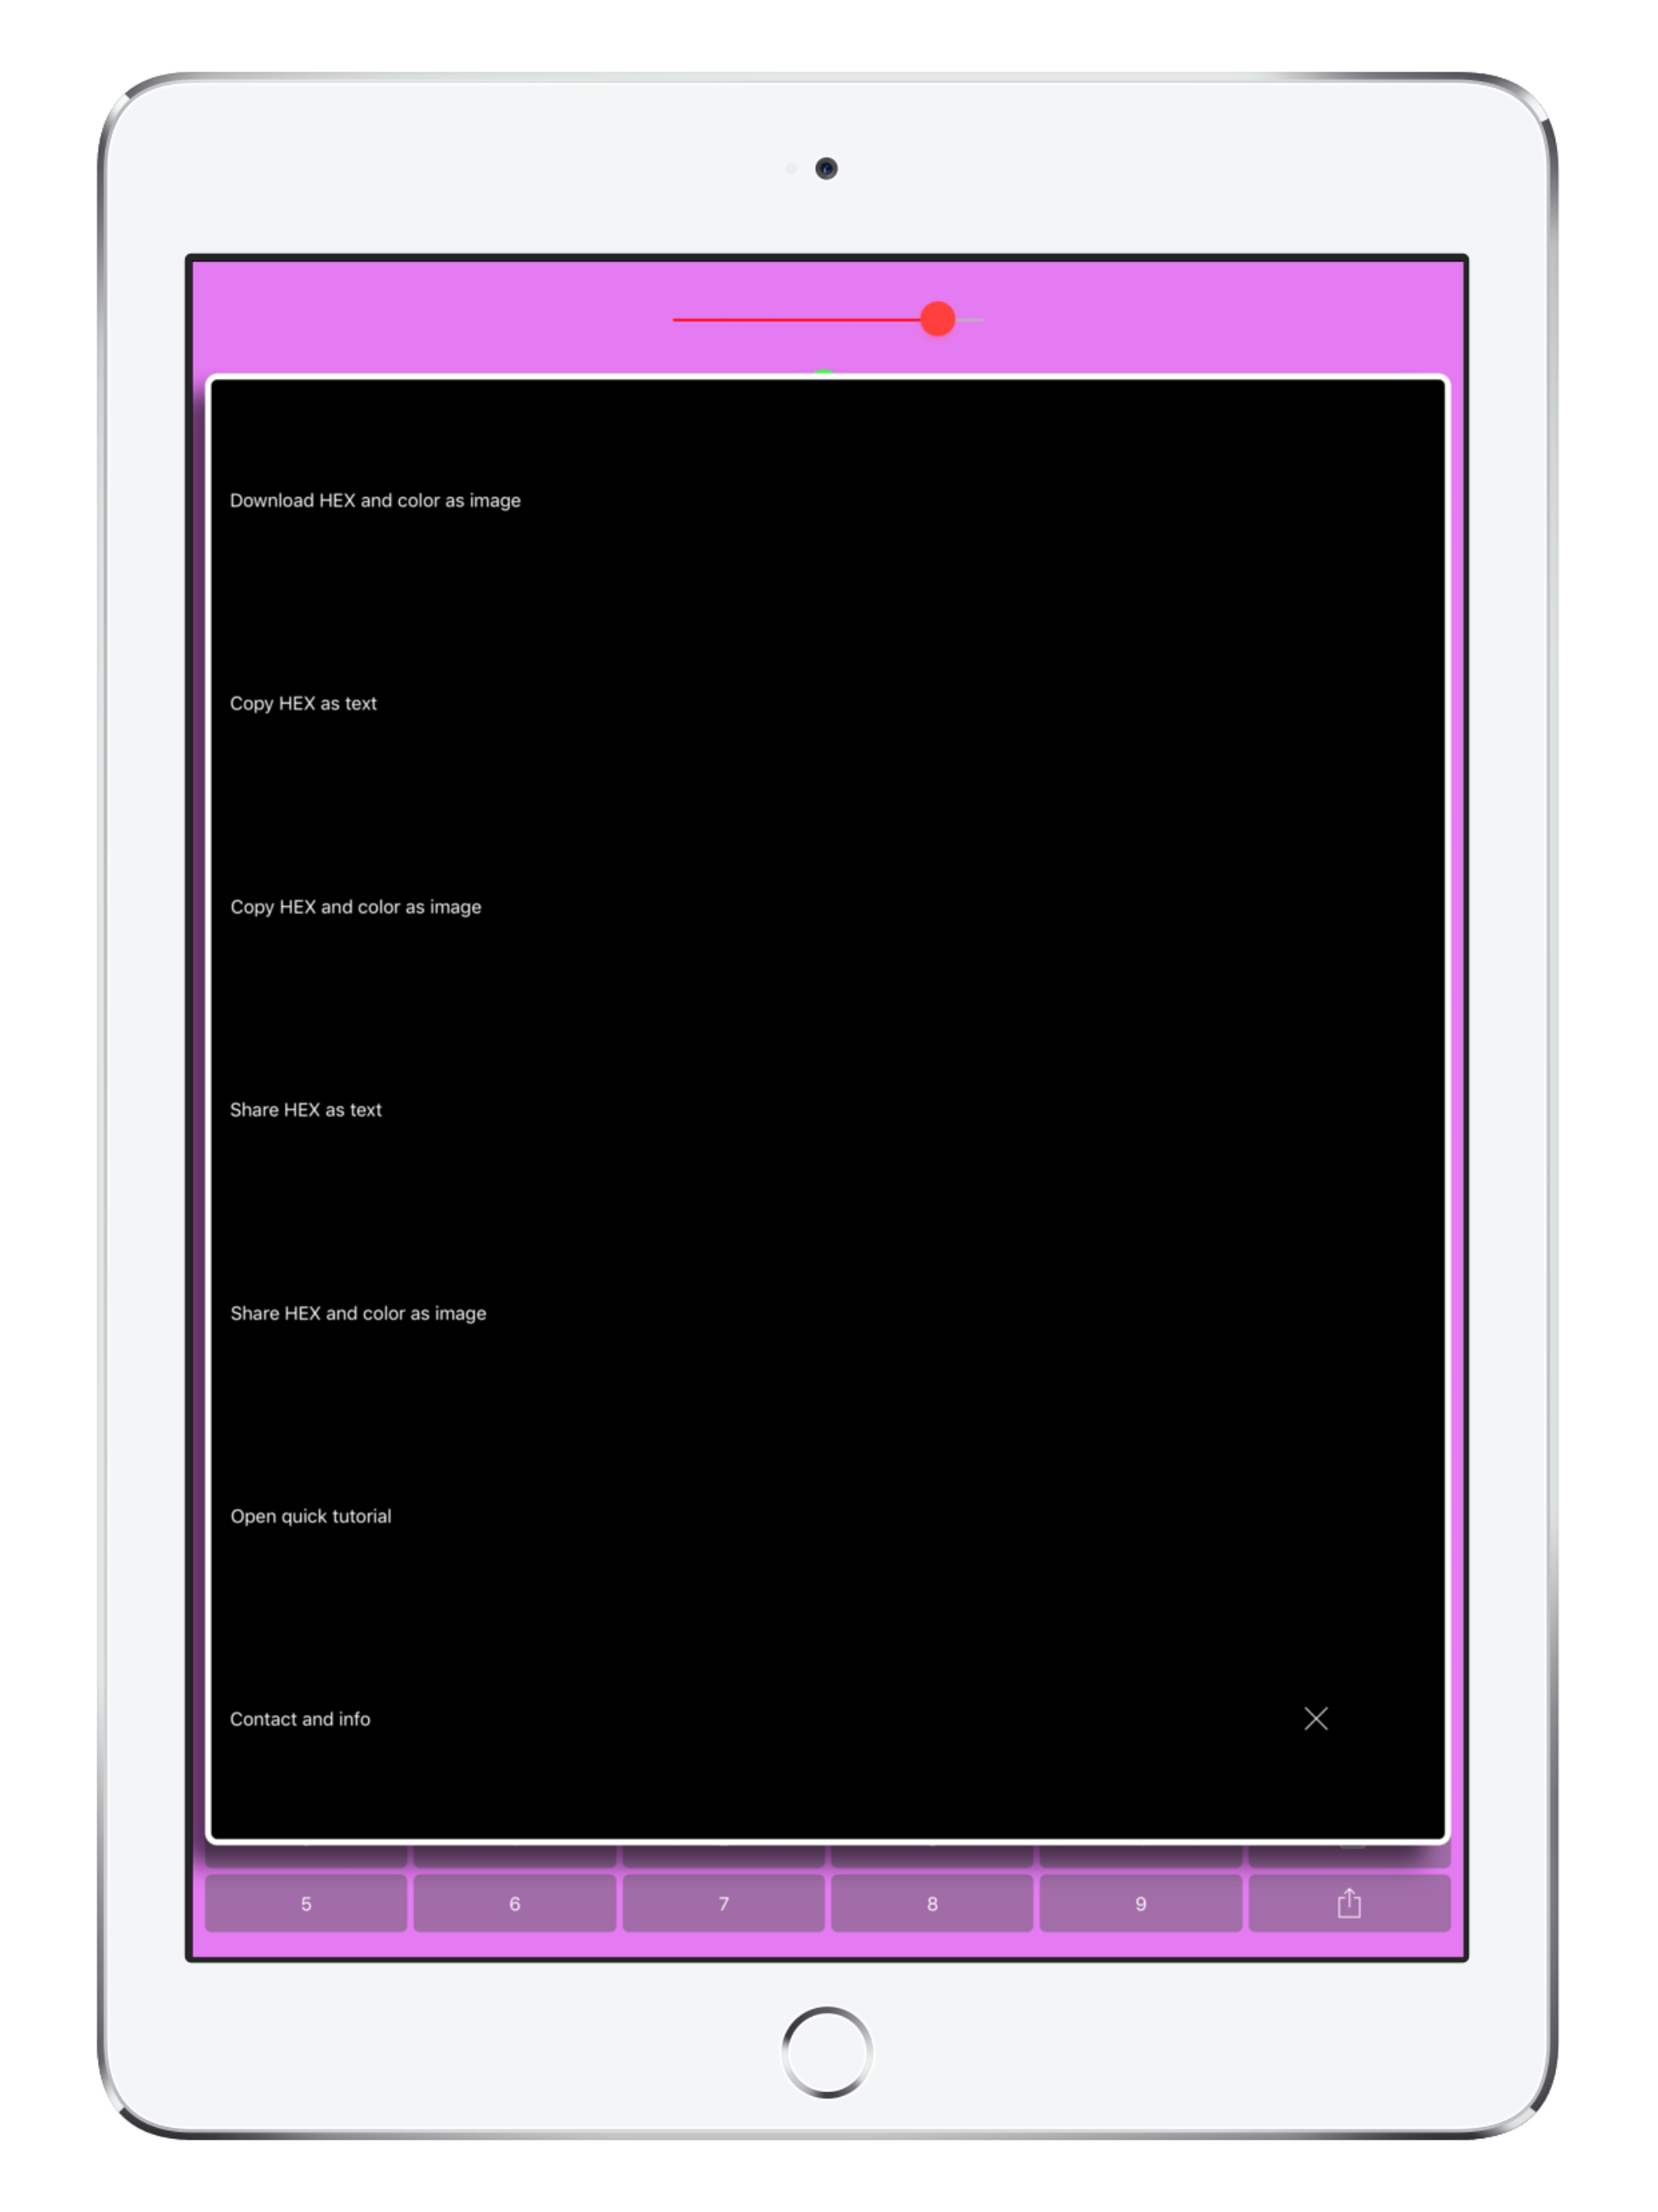 Download HEX and color as image
Copy HEX as text
Copy HEX and color as image
Share HEX as text
Share HEX and color as image
Open quick tutorial
Contact and info
5 6 7 8 9